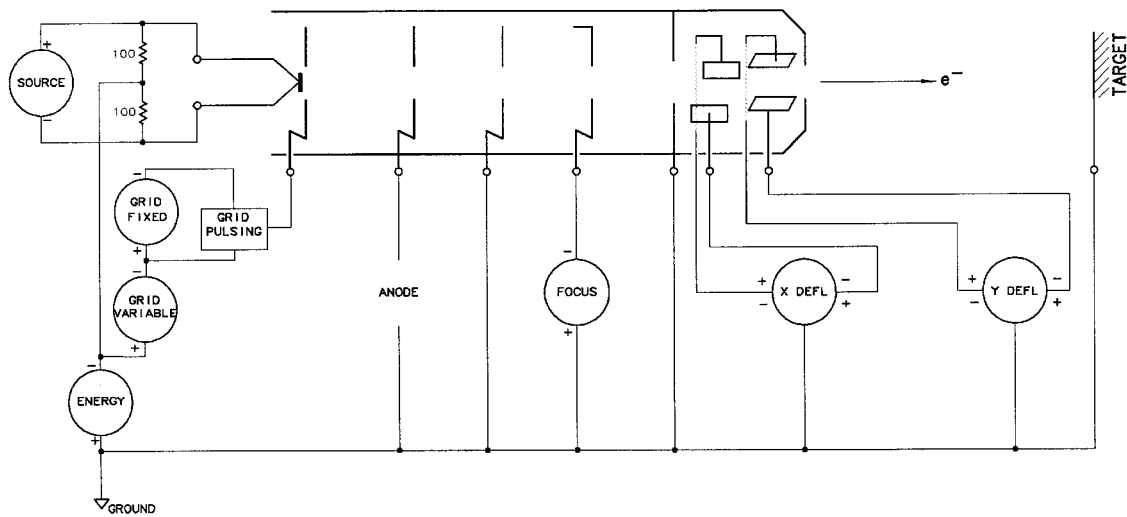 +
SOURCE
-
100
100
e-
TARGET
-
GRID
FIXED
+
GRID
PULSING
-
GRID
VARIABLE
+
-
ENERGY
+
GROUND
ANODE
-
FOCUS
+
+ -
X DEFL
- +
+ -
Y DEFL
- +